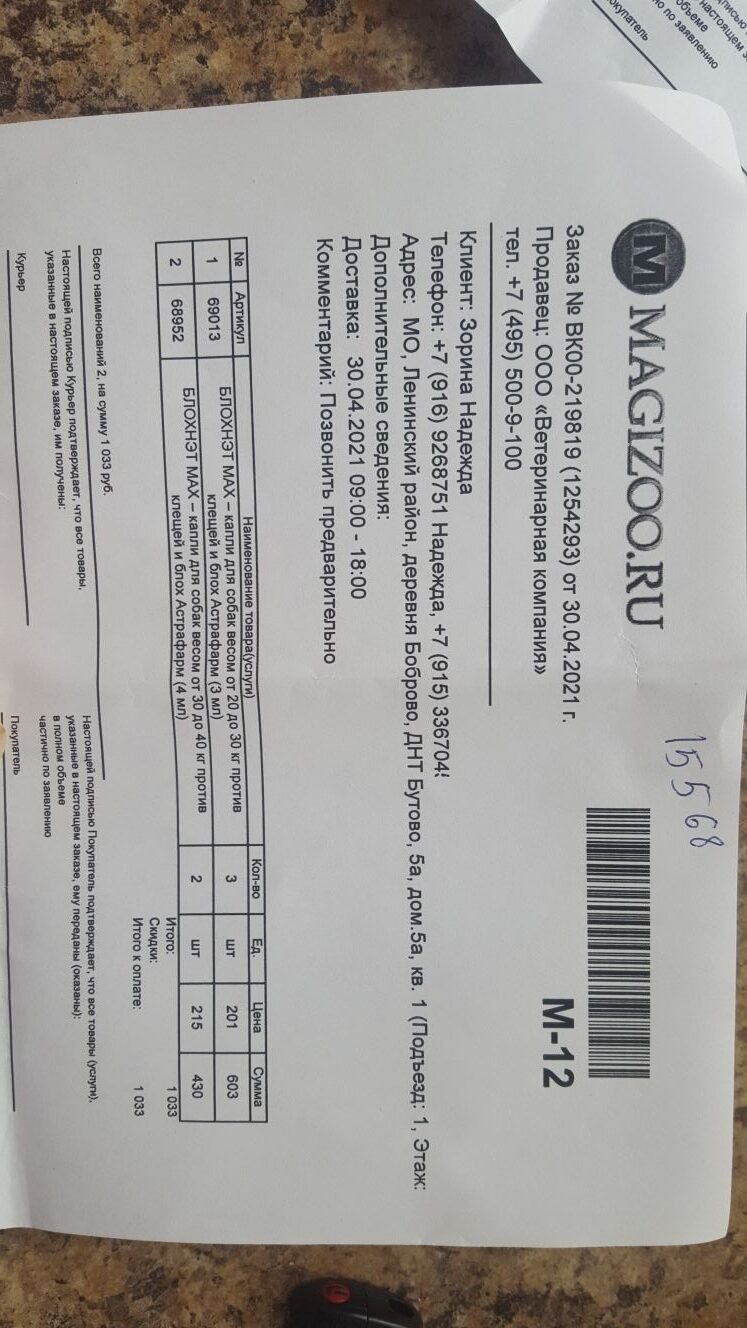 15568
M MAGIZOO.RU
М-12
Заказ № ВК00-219819 (1254293) от 30.04.2021 г.
Продавец: ООО «Ветеринарная компания»
тел. +7 (495) 500-9-100
Клиент: Зорина Надежда
Телефон: +7 (916) 9268751 Надежда, +7 (915) 336704
Адрес: МО, Ленинский район, деревня Боброво, ДНТ Бутово, 5а, дом.5а, кв. 1 (Подъезд: 1, Этаж:
Дополнительные сведения:
Доставка: 30.04.2021 09:00 - 18:00
Комментарий: Позвонить предварительно
№ Артикул Наименование товара(услуги) Кол-во Ед. Цена Сумма
1 69013 БЛОХНЭТ МАХ – капли для собак весом от 20 до 30 кг против 3 шт 201 603
клещей и блох Астрафарм (3 мл)
2 68952 БЛОХНЭТ МАХ – капли для собак весом от 30 до 40 кг против 2 шт 215 430
клещей и блох Астрафарм (4 мл)
Итого: 1 033
Скидки:
Итого к оплате: 1 033
Всего наименований 2, на сумму 1 033 руб.
Настоящей подписью Курьер подтверждает, что все товары,
указанные в настоящем заказе, им получены:
Курьер
Настоящей подписью Покупатель подтверждает, что все товары (услуги),
указанные в настоящем заказе, ему переданы (оказаны):
в полном объеме
частично по заявлению
Покупатель
настоящем
объеме
по заявлению
окупатель